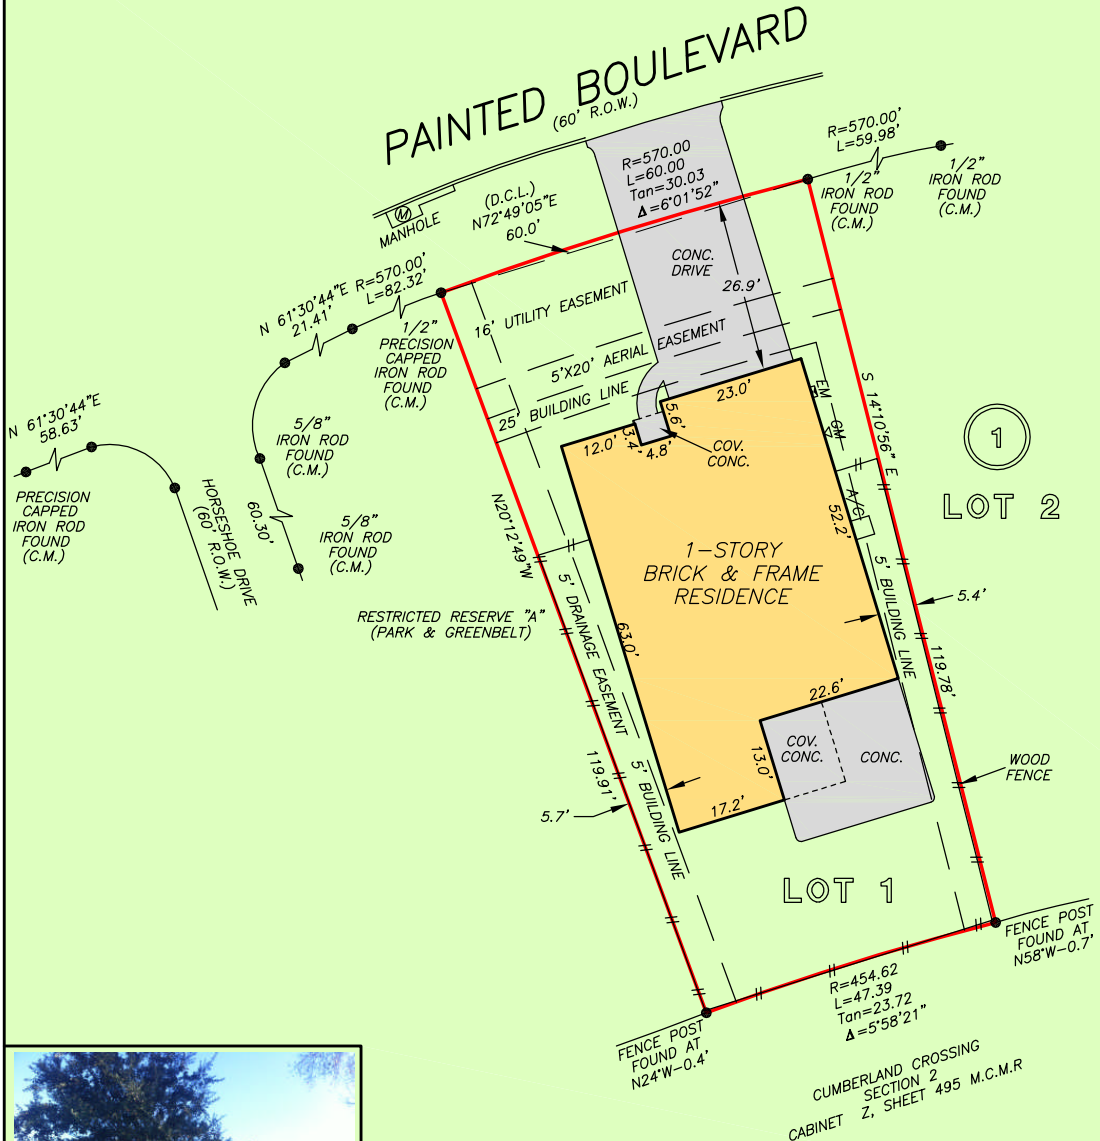 PAINTED BOULEVARD
(60' R.O.W.)
R=570.00'
L=59.98'
1/2"
IRON ROD
FOUND
(C.M.)
1/2"
IRON ROD
FOUND
(C.M.)
R=570.00
L=60.00
Tan=30.03
Δ=6°01'52"
(D.C.L.)
N72°49'05"E
60.0'
M
MANHOLE
CONC.
DRIVE
26.9'
N 61°30'44"E
21.41'
R=570.00'
L=82.32'
1/2"
PRECISION
CAPPED
IRON ROD
FOUND
(C.M.)
16' UTILITY EASEMENT
5'X20' AERIAL EASEMENT
25' BUILDING LINE
23.0'
5.6'
3.4'
4.8'
12.0'
COV.
CONC.
EM
GM
A/C
S 14°10'56" E
1
LOT 2
N 61°30'44"E
58.63'
PRECISION
CAPPED
IRON ROD
FOUND
(C.M.)
5/8"
IRON ROD
FOUND
(C.M.)
HORSESHOE DRIVE
(60' R.O.W.)
60.30'
5/8"
IRON ROD
FOUND
(C.M.)
N20°12'49"W
52.2'
1-STORY
BRICK & FRAME
RESIDENCE
5' BUILDING LINE
5.4'
RESTRICTED RESERVE "A"
(PARK & GREENBELT)
5' DRAINAGE EASEMENT
63.0'
119.78'
22.6'
COV.
CONC.
CONC.
13.0'
WOOD
FENCE
119.91'
5' BUILDING LINE
17.2'
5.7'
LOT 1
FENCE POST
FOUND AT
N58°W-0.7'
R=454.62
L=47.39
Tan=23.72
Δ=5°58'21"
FENCE POST
FOUND AT
N24°W-0.4'
CUMBERLAND CROSSING
SECTION 2
CABINET Z, SHEET 495 M.C.M.R